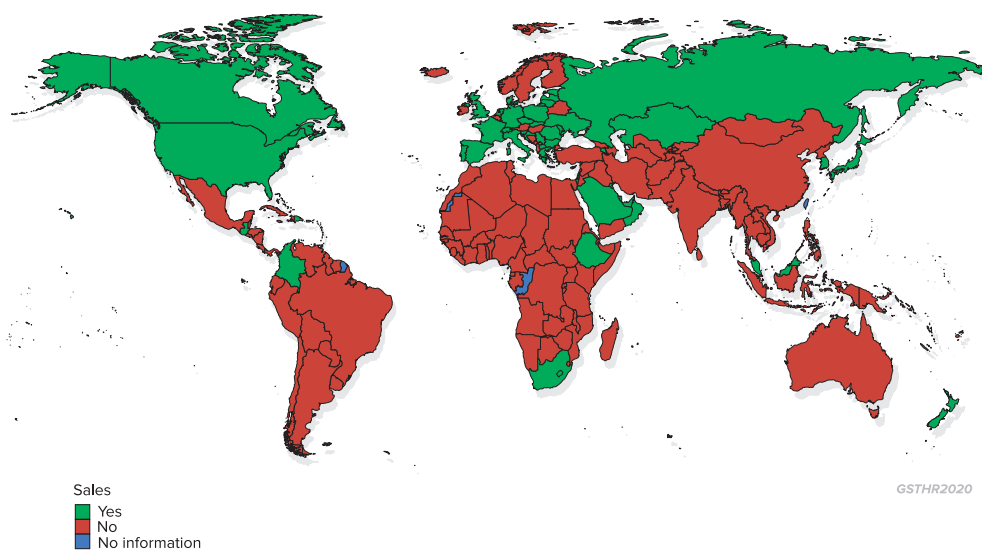 Sales
Yes
No
No information
GSTHR2020